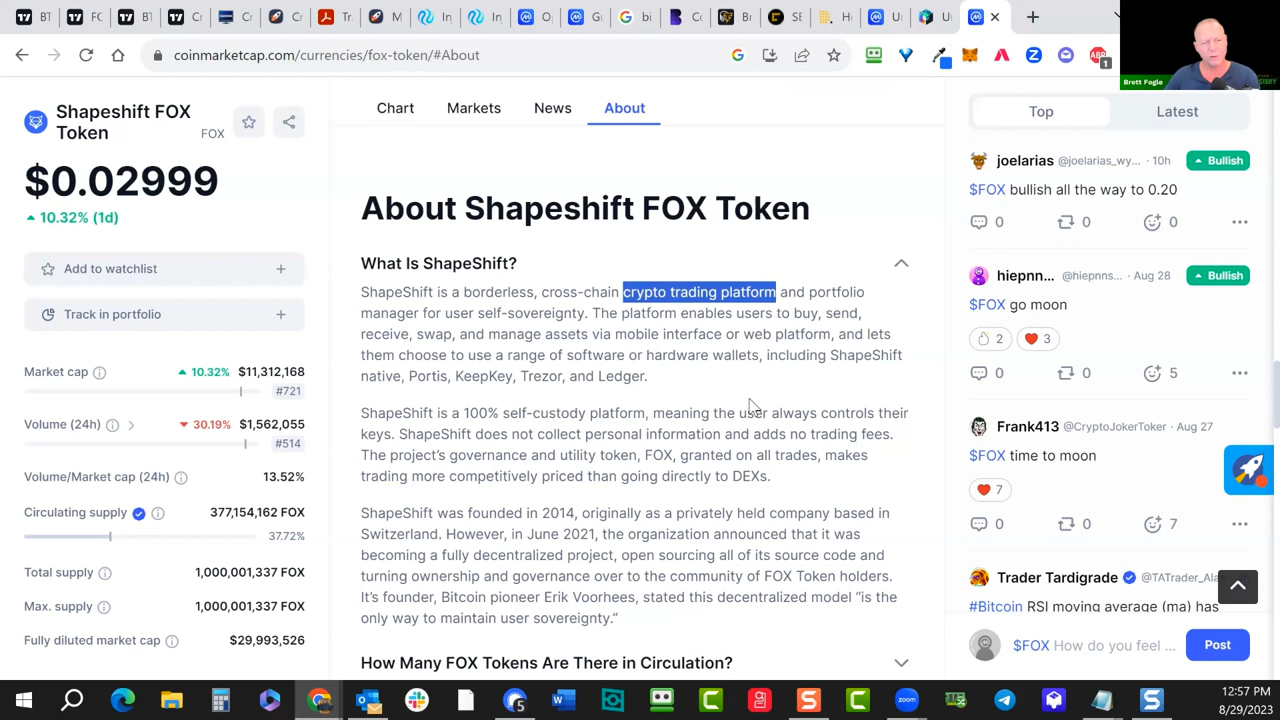 BT
FC
BT
Cr
Cr
Tr
M
In
In
O
Gu
bi
C
B
SE
H
U
U
coinmarketcap.com/currencies/fox-token/#About
ABP
1
Brett Fogle
Shapeshift FOX
Token
FOX
$0.02999
10.32% (1d)
Add to watchlist
Track in portfolio
Market cap
10.32% $11,312,168
#721
Volume (24h)
30.19% $1,562,055
#514
Volume/Market cap (24h)
13.52%
Circulating supply
377,154,162 FOX
37.72%
Total supply
1,000,001,337 FOX
Max. supply
1,000,001,337 FOX
Fully diluted market cap
$29,993,526
Chart
Markets
News
About
About Shapeshift FOX Token
What Is ShapeShift?
ShapeShift is a borderless, cross-chain crypto trading platform and portfolio
manager for user self-sovereignty. The platform enables users to buy, send,
receive, swap, and manage assets via mobile interface or web platform, and lets
them choose to use a range of software or hardware wallets, including ShapeShift
native, Portis, KeepKey, Trezor, and Ledger.
ShapeShift is a 100% self-custody platform, meaning the user always controls their
keys. ShapeShift does not collect personal information and adds no trading fees.
The project's governance and utility token, FOX, granted on all trades, makes
trading more competitively priced than going directly to DEXs.
ShapeShift was founded in 2014, originally as a privately held company based in
Switzerland. However, in June 2021, the organization announced that it was
becoming a fully decentralized project, open sourcing all of its source code and
turning ownership and governance over to the community of FOX Token holders.
It's founder, Bitcoin pioneer Erik Voorhees, stated this decentralized model "is the
only way to maintain user sovereignty."
How Many FOX Tokens Are There in Circulation?
Top
Latest
joelarias @joelarias_wy... · 10h Bullish
$FOX bullish all the way to 0.20
0 0 0
hiepnn... @hiepnns... · Aug 28 Bullish
$FOX go moon
2 3
0 0 5
Frank413 @CryptoJokerToker · Aug 27
$FOX time to moon
7
0 0 7
Trader Tardigrade
#Bitcoin RSI moving average (ma) has
$FOX How do you feel ...
Post
12:57 PM
8/29/2023